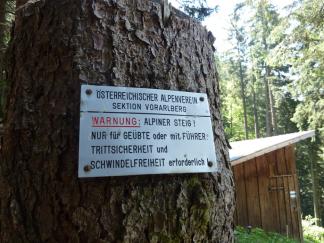 ÖSTERREICHISCHER ALPENVEREIN
SEKTION VORARLBERG
WARNUNG: ALPINER STEIG!
NUR für GEÜBTE oder mit FÜHRER:
TRITTSICHERHEIT und
SCHWINDELFREIHEIT erforderlich!